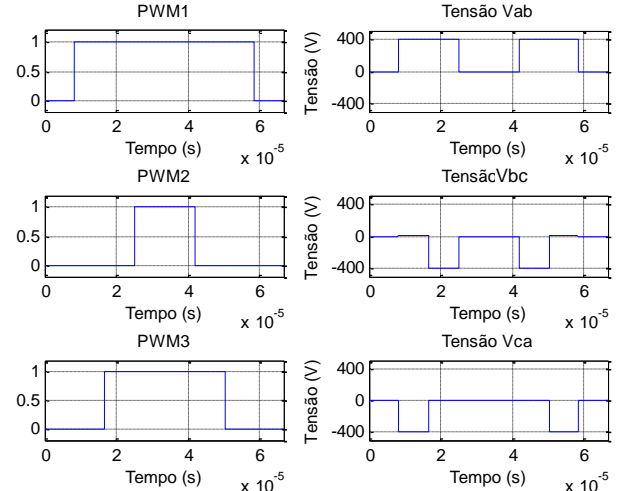 PWM1
1
0.5
0
0 2 4 6
Tempo (s)
x 10^-5
Tensão Vab
Tensão (V)
400
0
-400
0 2 4 6
Tempo (s)
x 10^-5
PWM2
1
0.5
0
0 2 4 6
Tempo (s)
x 10^-5
TensãoVbc
Tensão (V)
400
0
-400
0 2 4 6
Tempo (s)
x 10^-5
PWM3
1
0.5
0
0 2 4 6
Tempo (s)
x 10^-5
Tensão Vca
Tensão (V)
400
0
-400
0 2 4 6
Tempo (s)
x 10^-5